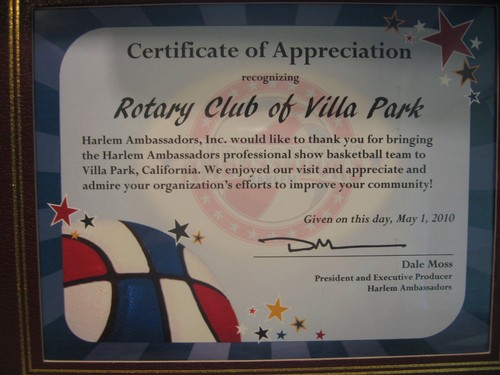 Certificate of Appreciation
recognizing
Rotary Club of Villa Park
Harlem Ambassadors, Inc. would like to thank you for bringing
the Harlem Ambassadors professional show basketball team to
Villa Park, California. We enjoyed our visit and appreciate and
admire your organization's efforts to improve your community!
Given on this day, May 1, 2010
Dale Moss
President and Executive Producer
Harlem Ambassadors